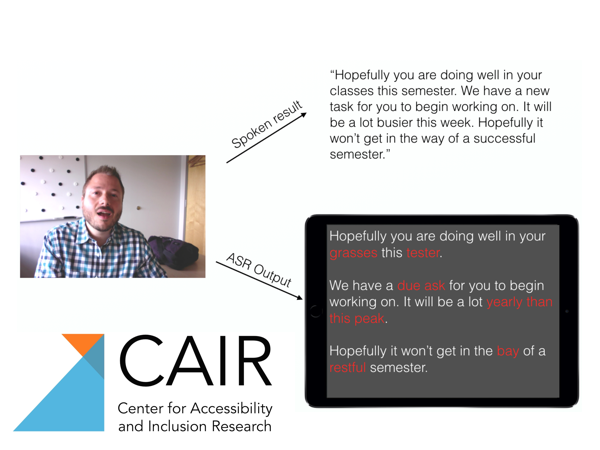 “Hopefully you are doing well in your
classes this semester. We have a new
task for you to begin working on. It will
be a lot busier this week. Hopefully it
won’t get in the way of a successful
semester.”
Spoken result
ASR Output
Hopefully you are doing well in your
grasses this tester.
We have a due ask for you to begin
working on. It will be a lot yearly than
this peak.
Hopefully it won’t get in the bay of a
restful semester.
CAIR
Center for Accessibility
and Inclusion Research